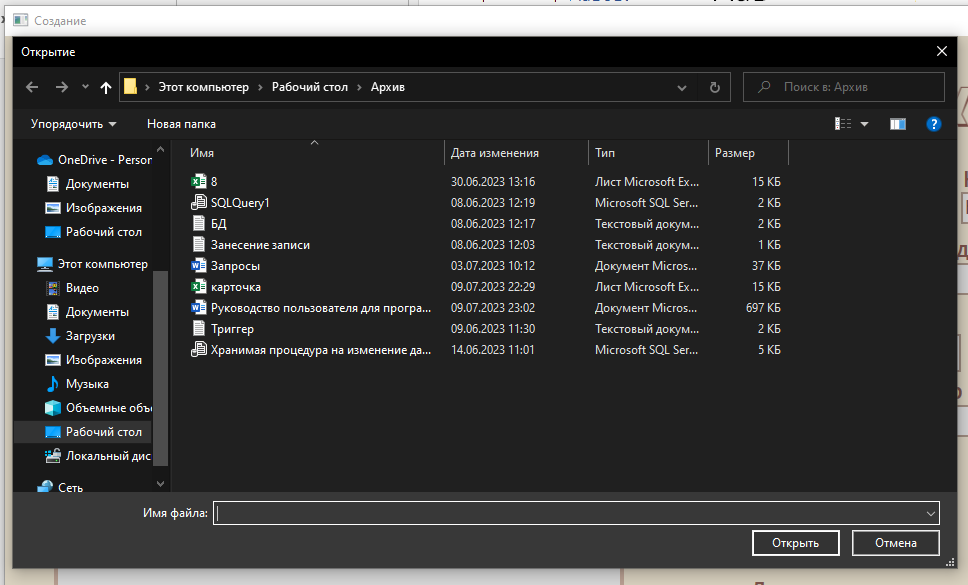 Создание
Открытие
Этот компьютер Рабочий стол Архив
Поиск в: Архив
Упорядочить Новая папка
OneDrive - Person
Документы
Изображения
Рабочий стол
Этот компьютер
Видео
Документы
Загрузки
Изображения
Музыка
Объемные объ
Рабочий стол
Локальный дис
Сеть
Имя Дата изменения Тип Размер
8 30.06.2023 13:16 Лист Microsoft Ex... 15 КБ
SQLQuery1 08.06.2023 12:19 Microsoft SQL Ser... 2 КБ
БД 08.06.2023 12:17 Текстовый докум... 2 КБ
Занесение записи 08.06.2023 12:03 Текстовый докум... 1 КБ
Запросы 03.07.2023 10:12 Документ Micros... 37 КБ
карточка 09.07.2023 22:29 Лист Microsoft Ex... 15 КБ
Руководство пользователя для програ... 09.07.2023 23:02 Документ Micros... 697 КБ
Триггер 09.06.2023 11:30 Текстовый докум... 2 КБ
Хранимая процедура на изменение да... 14.06.2023 11:01 Microsoft SQL Ser... 5 КБ
Имя файла:
Открыть Отмена